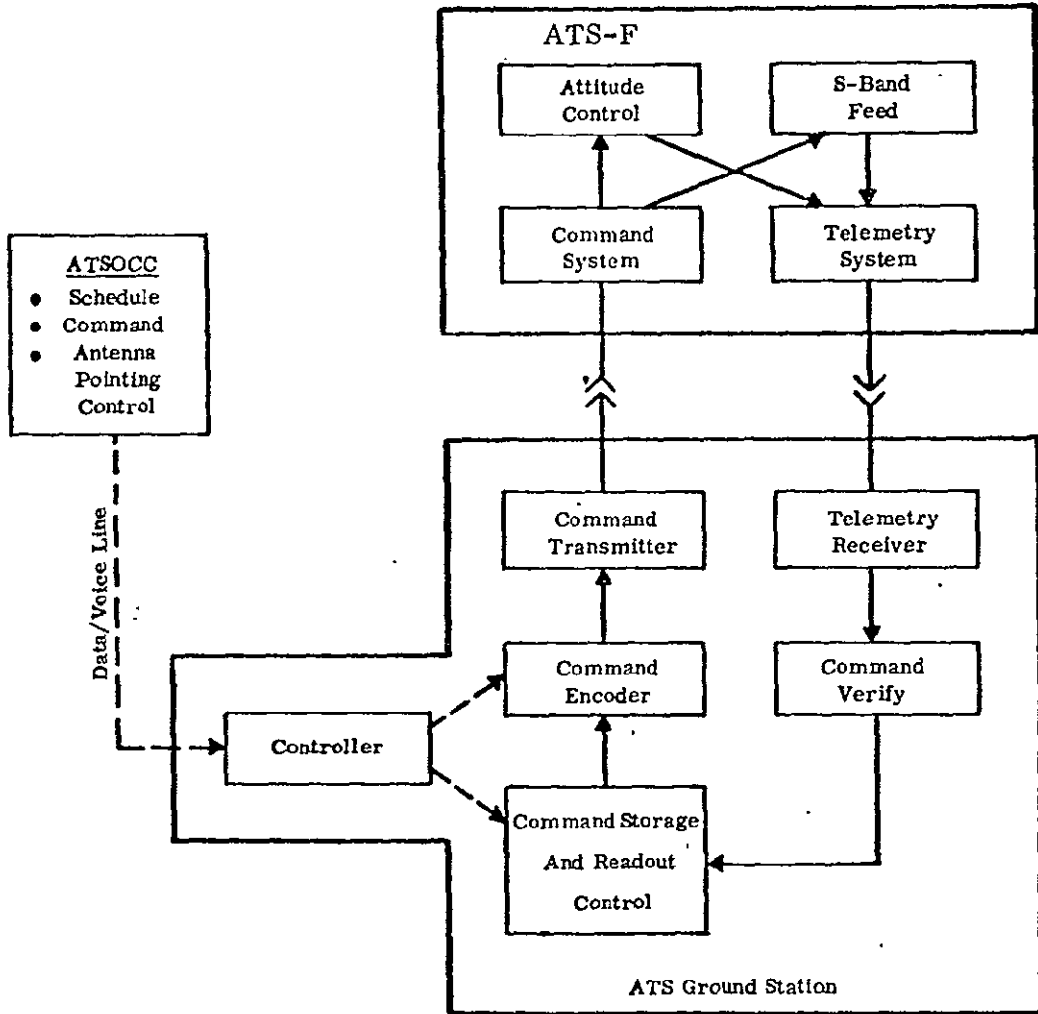 ATS-F
Attitude
Control
S-Band
Feed
Command
System
Telemetry
System
ATSOCC
• Schedule
• Command
• Antenna
Pointing
Control
Data/Voice Line
Command
Transmitter
Telemetry
Receiver
Command
Encoder
Command
Verify
Controller
Command Storage
And Readout
Control
ATS Ground Station